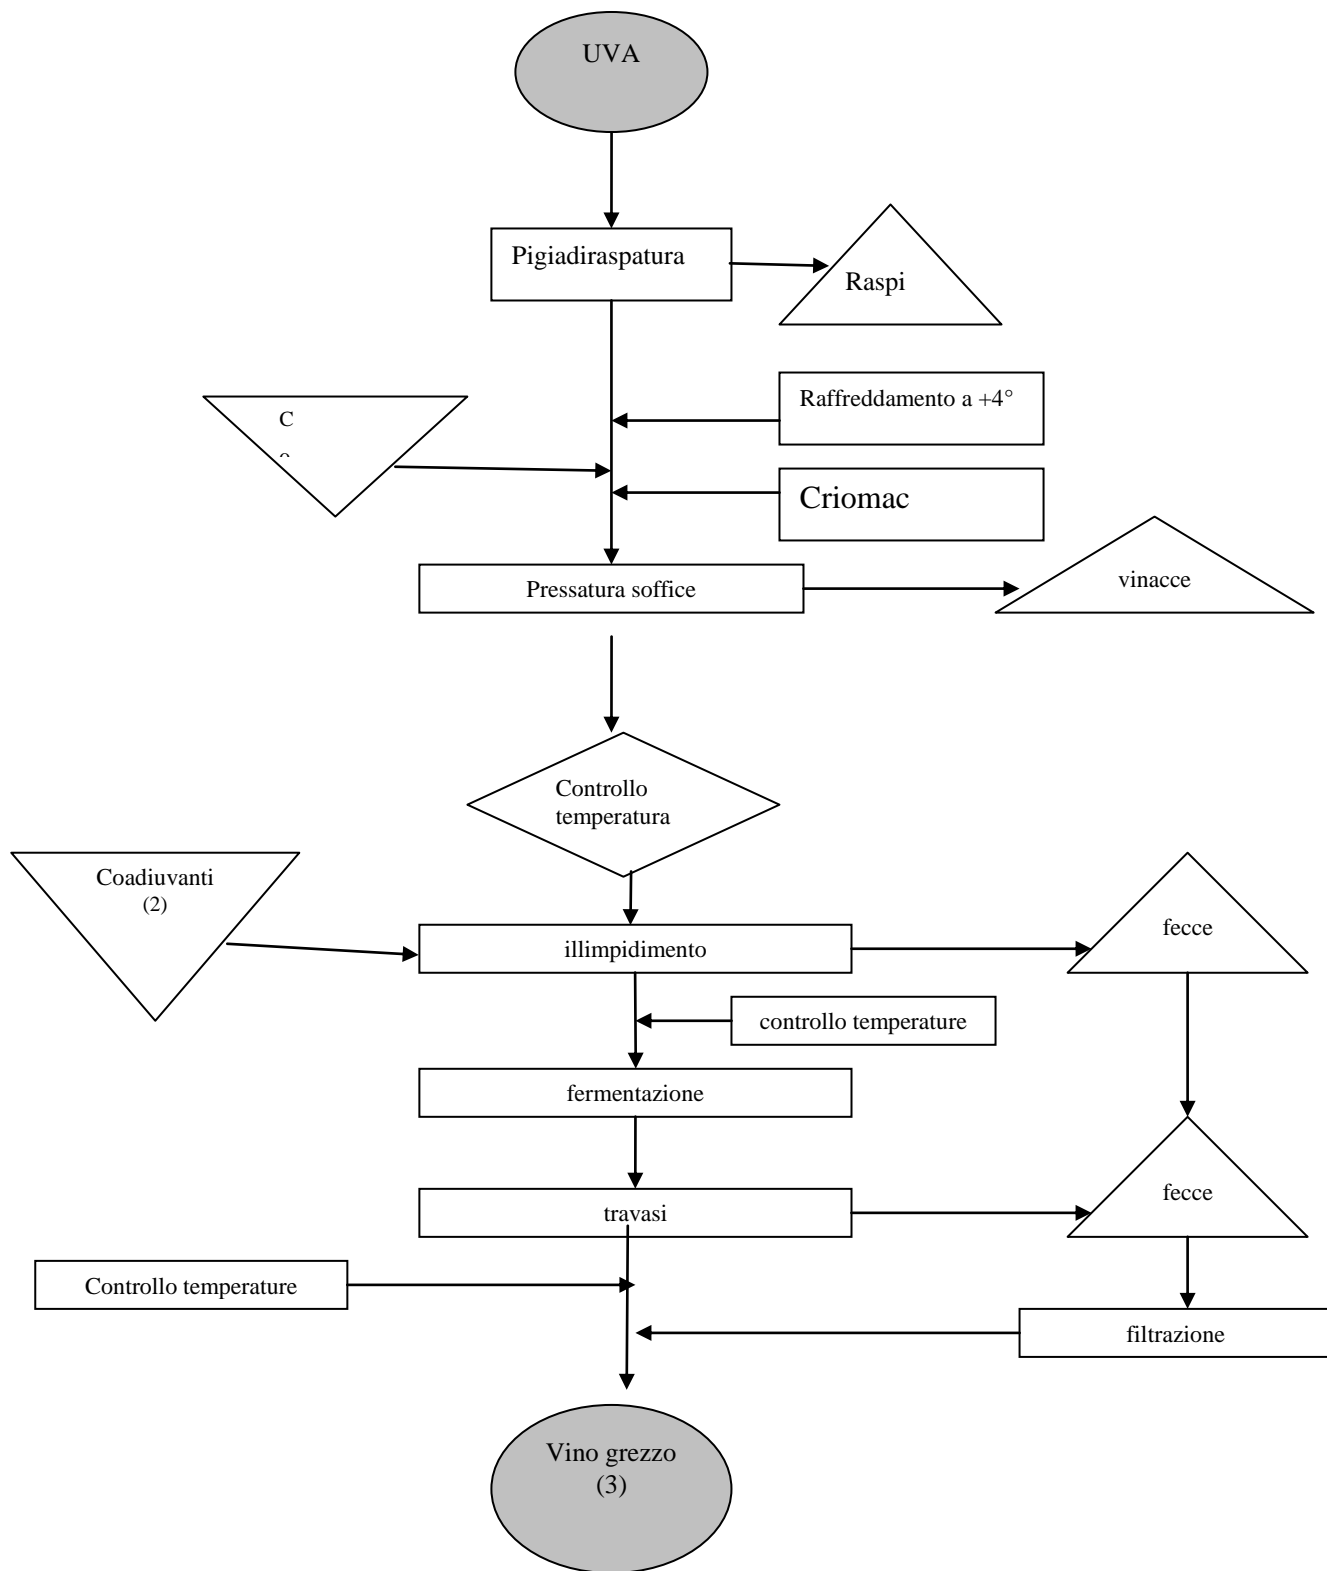 UVA
Pigiadiraspatura
Raspi
Raffreddamento a +4°
C
Criomac
Pressatura soffice
vinacce
Controllo
temperatura
Coadiuvanti
(2)
fecce
illimpidimento
controllo temperature
fermentazione
travasi
fecce
Controllo temperature
filtrazione
Vino grezzo
(3)